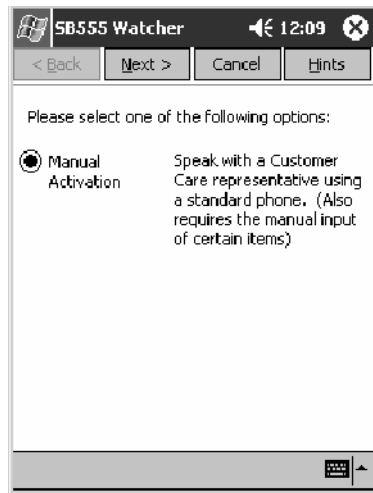 SB555 Watcher 12:09
< Back Next > Cancel Hints
Please select one of the following options:
Manual Speak with a Customer
Activation Care representative using
a standard phone. (Also
requires the manual input
of certain items)